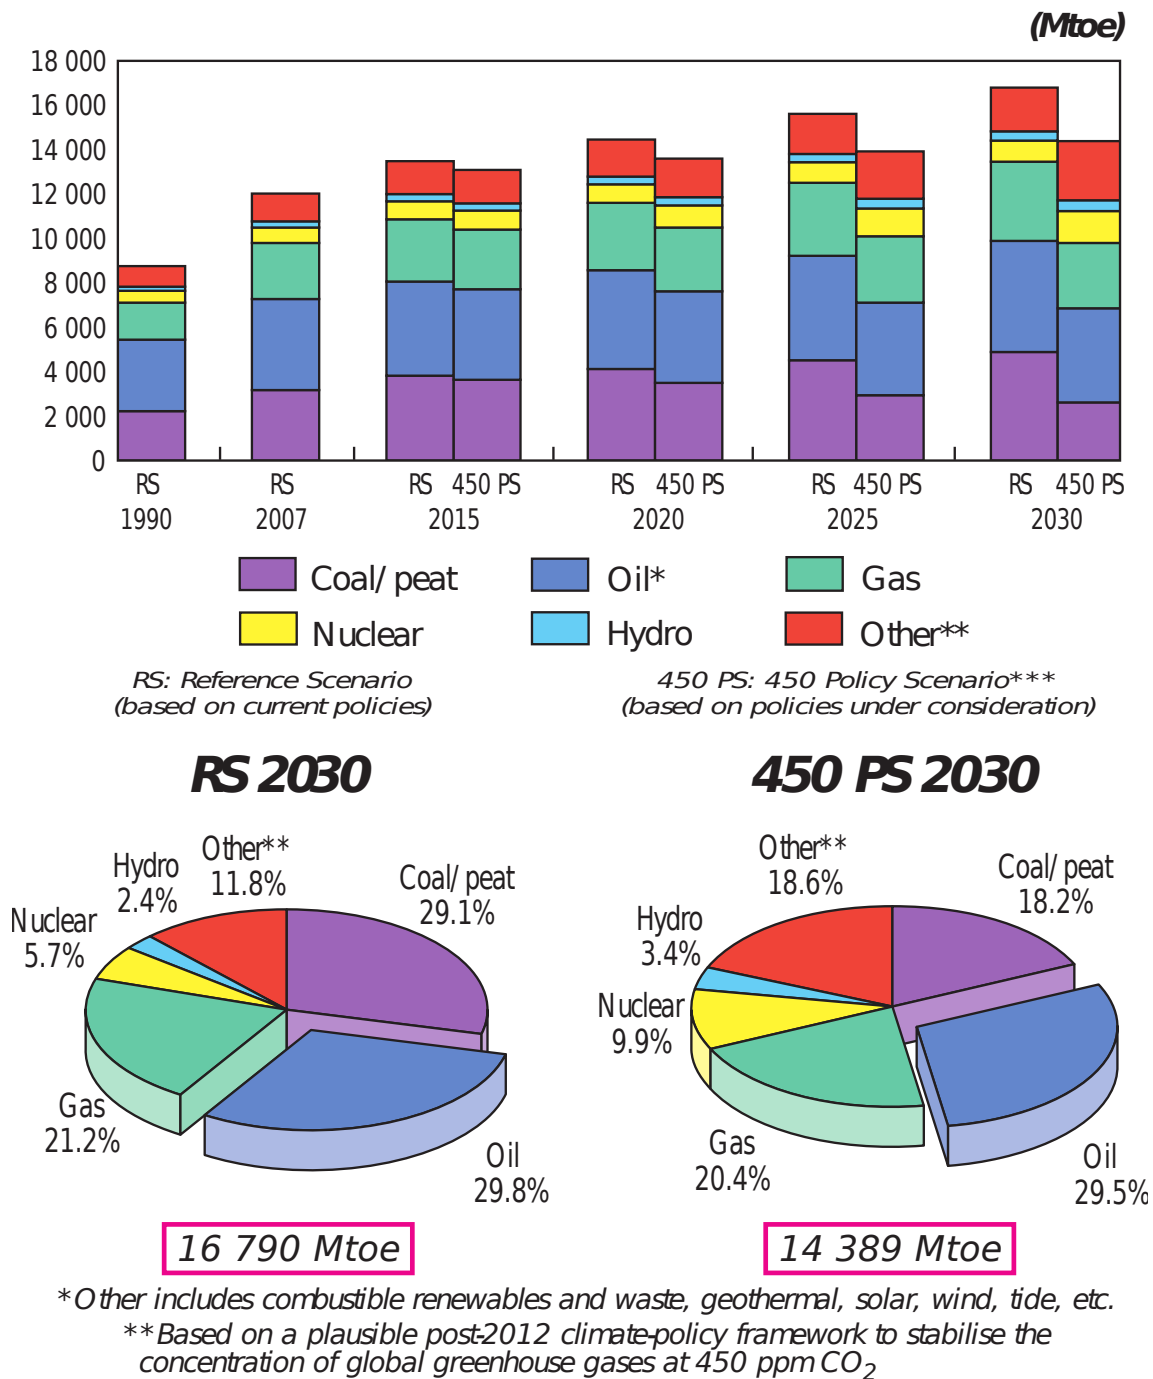 (Mtoe)
18 000
16 000
14 000
12 000
10 000
8 000
6 000
4 000
2 000
0
RS RS RS 450 PS RS 450 PS RS 450 PS RS 450 PS
1990 2007 2015 2020 2025 2030
Coal/peat Oil* Gas
Nuclear Hydro Other**
RS: Reference Scenario
(based on current policies)
450 PS: 450 Policy Scenario***
(based on policies under consideration)
RS 2030
Other**
11.8%
Hydro
2.4%
Coal/peat
29.1%
Nuclear
5.7%
Gas
21.2%
Oil
29.8%
16 790 Mtoe
450 PS 2030
Other**
18.6%
Coal/peat
18.2%
Hydro
3.4%
Nuclear
9.9%
Gas
20.4%
Oil
29.5%
14 389 Mtoe
*Other includes combustible renewables and waste, geothermal, solar, wind, tide, etc.
**Based on a plausible post-2012 climate-policy framework to stabilise the
concentration of global greenhouse gases at 450 ppm CO2